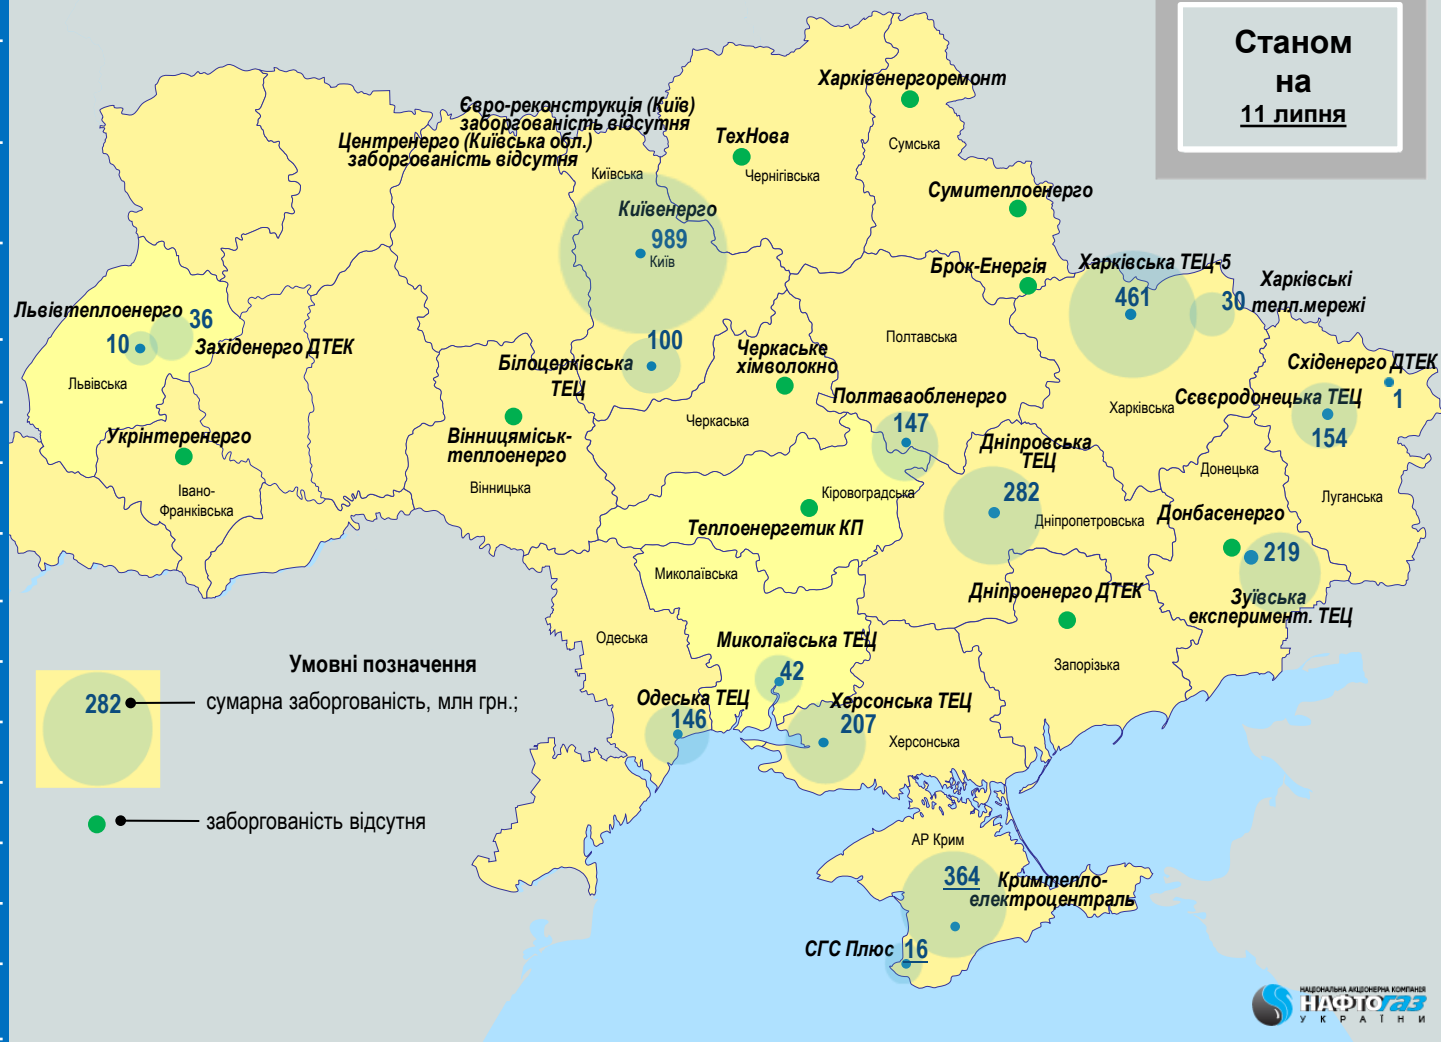 Станом
на
11 липня
Харківенергоремонт
Євро-реконструкція (Київ)
заборгованість відсутня
Центренерго (Київська обл.)
заборгованість відсутня
ТехНова
Сумська
Київська
Чернігівська
Сумитеплоенерго
Київенерго
989
Київ
Брок-Енергія
Харківська ТЕЦ-5
461
Харківські
тепл.мережі
30
Львівтеплоенерго
36
10
Західенерго ДТЕК
Львівська
100
Білоцерківська
ТЕЦ
Черкаське
хімволокно
Полтавська
Східенерго ДТЕК
1
Сєвєродонецька ТЕЦ
154
Полтаваобленерго
147
Харківська
Черкаська
Укрінтеренерго
Вінницяміськ-
теплоенерго
Вінницька
Дніпровська
ТЕЦ
282
Дніпропетровська
Донецька
Луганська
Івано-
Франківська
Кіровоградська
Теплоенергетик КП
Донбасенерго
219
Зуївська
експеримент. ТЕЦ
Миколаївська
Дніпроенерго ДТЕК
Одеська
Миколаївська ТЕЦ
42
Запорізька
Умовні позначення
282
сумарна заборгованість, млн грн.;
Одеська ТЕЦ
146
Херсонська ТЕЦ
207
Херсонська
заборгованість відсутня
АР Крим
364
Кримтепло-
електроцентраль
СГС Плюс
16
НАЦІОНАЛЬНА АКЦІОНЕРНА КОМПАНІЯ
НАФТОГАЗ
УКРАЇНИ